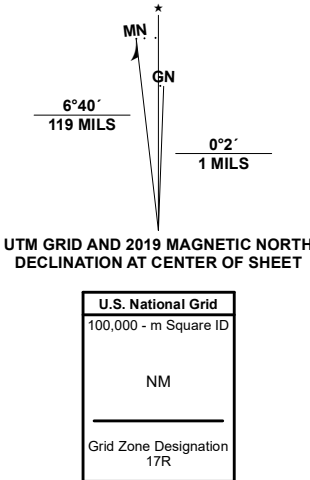 ★
MN
GN
6°40´
119 MILS
0°2´
1 MILS
UTM GRID AND 2019 MAGNETIC NORTH
DECLINATION AT CENTER OF SHEET
U.S. National Grid
100,000 - m Square ID
NM
Grid Zone Designation
17R